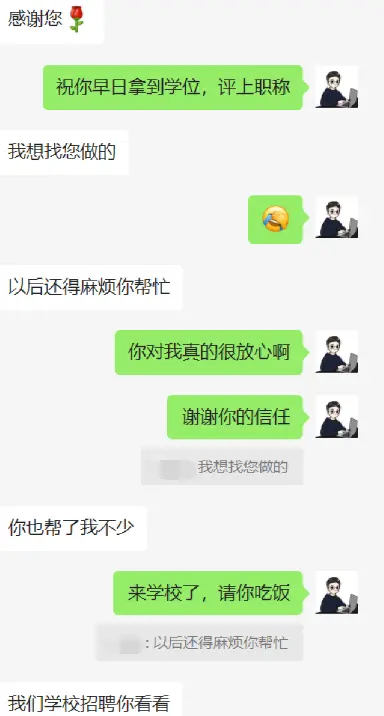 感谢您🌹
祝你早日拿到学位，评上职称
我想找您做的
🤣
以后还得麻烦你帮忙
你对我真的很放心啊
谢谢你的信任
我想找您做的
你也帮了我不少
来学校了，请你吃饭
: 以后还得麻烦你帮忙
我们学校招聘你看看